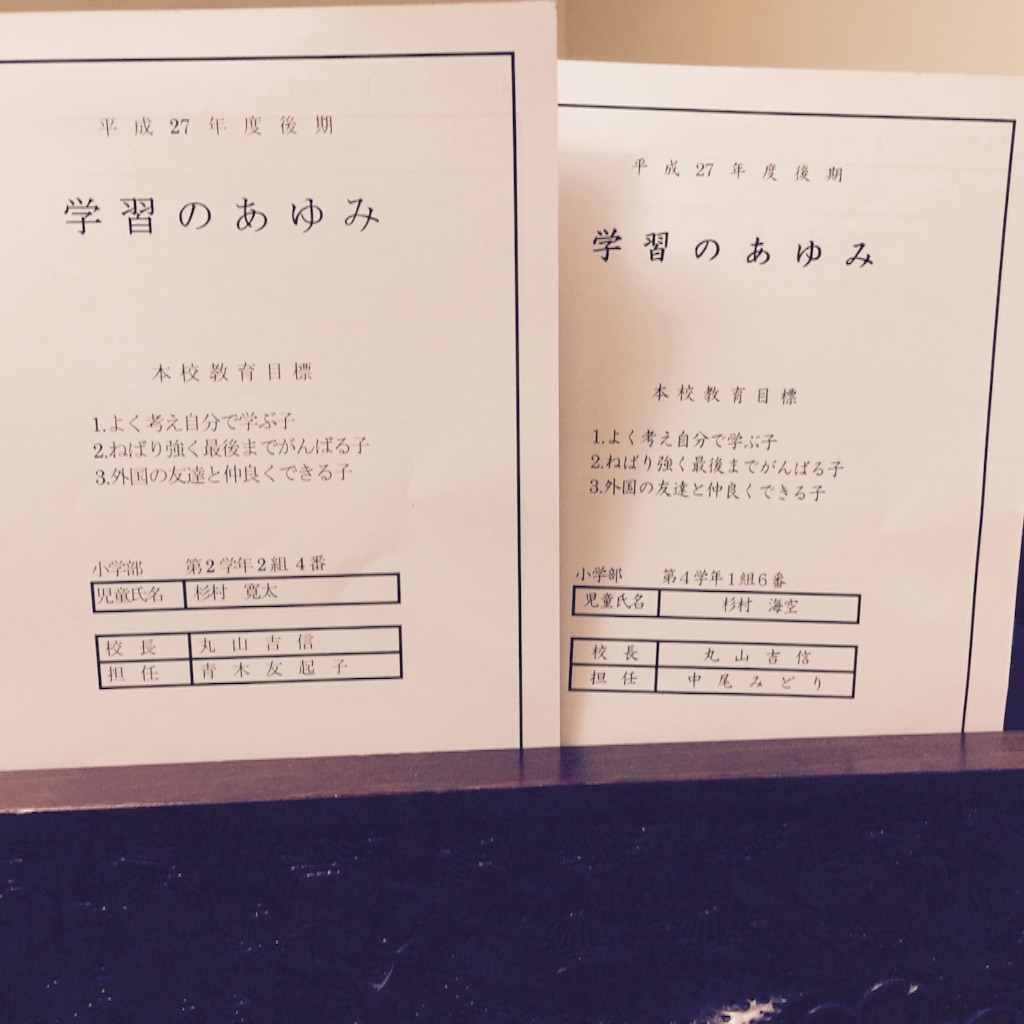 平成27年度後期
学習のあゆみ
本校教育目標
1.よく考え自分で学ぶ子
2.ねばり強く最後までがんばる子
3.外国の友達と仲良くできる子
小学部 第2学年2組4番
児童氏名 杉村 寛太
校長 丸山吉信
担任 青木友起子
平成27年度後期
学習のあゆみ
本校教育目標
1.よく考え自分で学ぶ子
2.ねばり強く最後までがんばる子
3.外国の友達と仲良くできる子
小学部 第4学年1組6番
児童氏名 杉村 海空
校長 丸山吉信
担任 中尾みどり